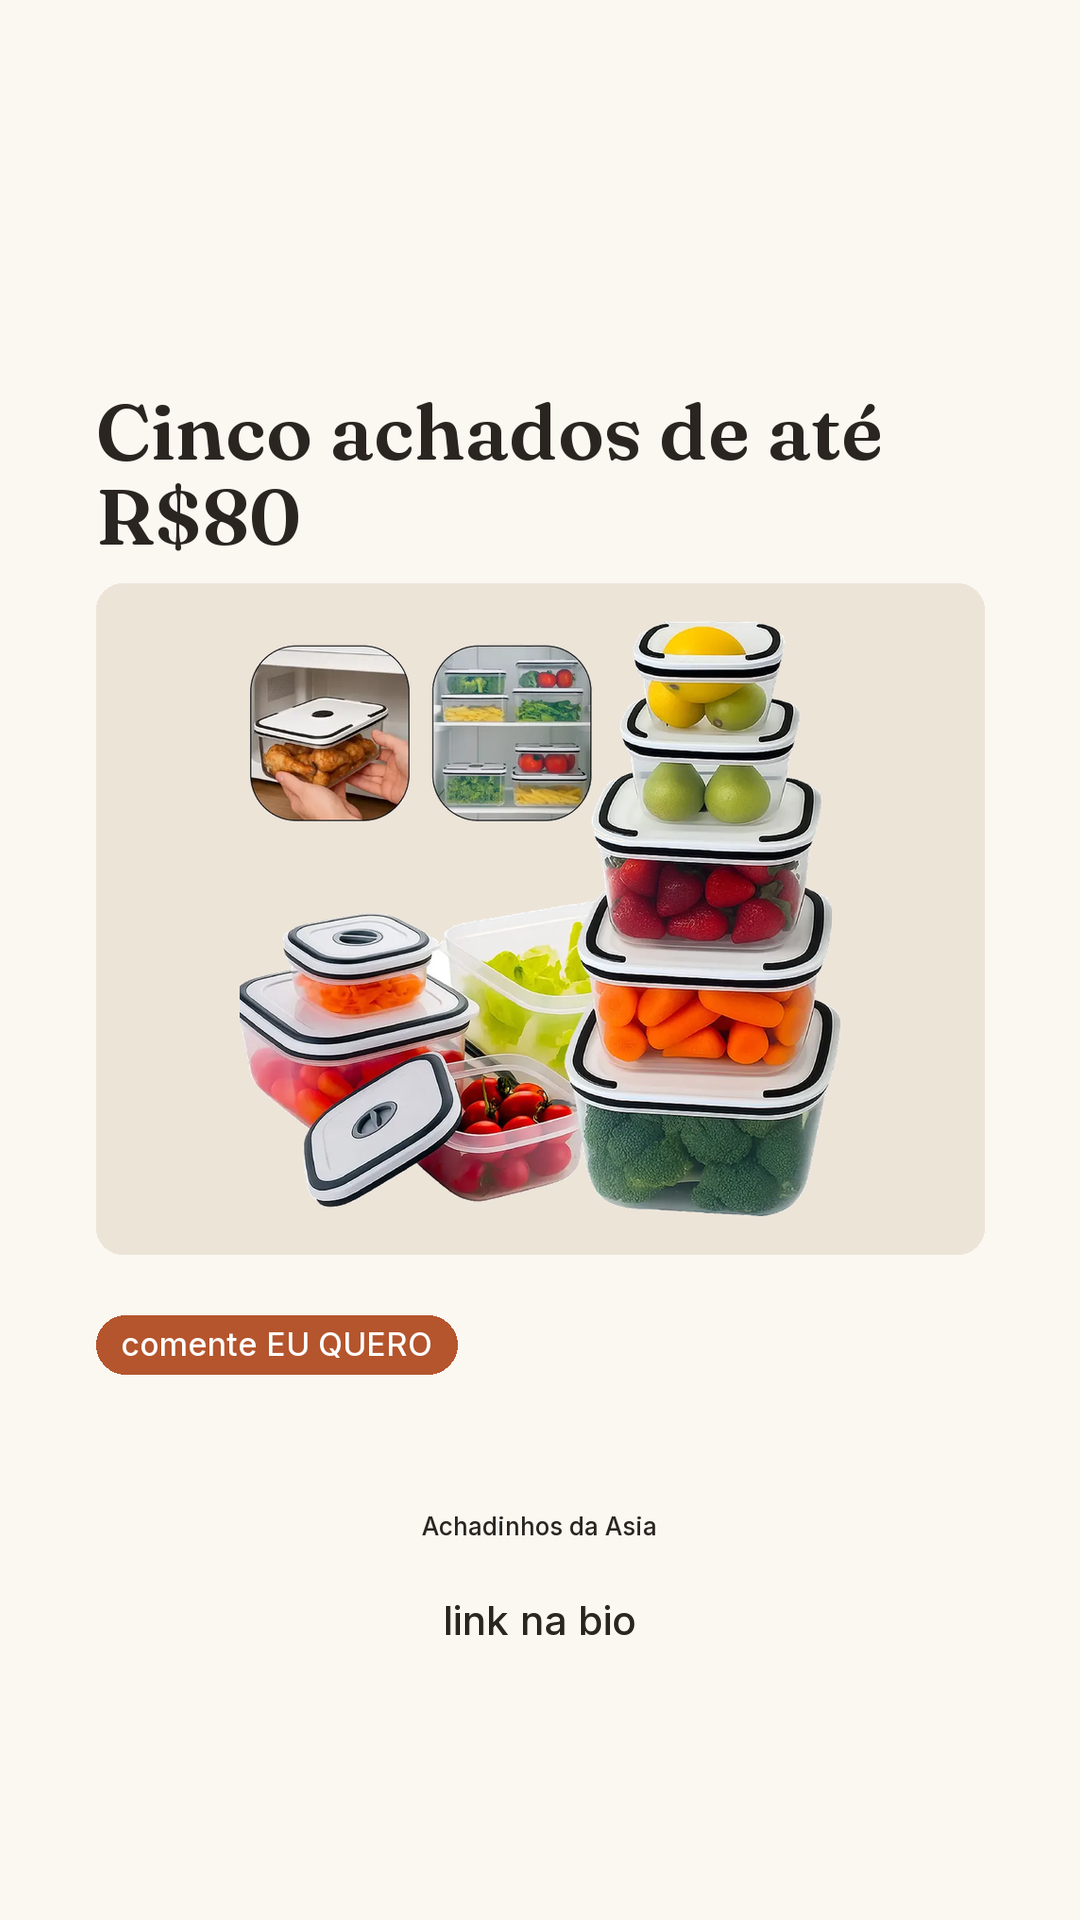 Cinco achados de até
R$80
comente EU QUERO
Achadinhos da Asia
link na bio